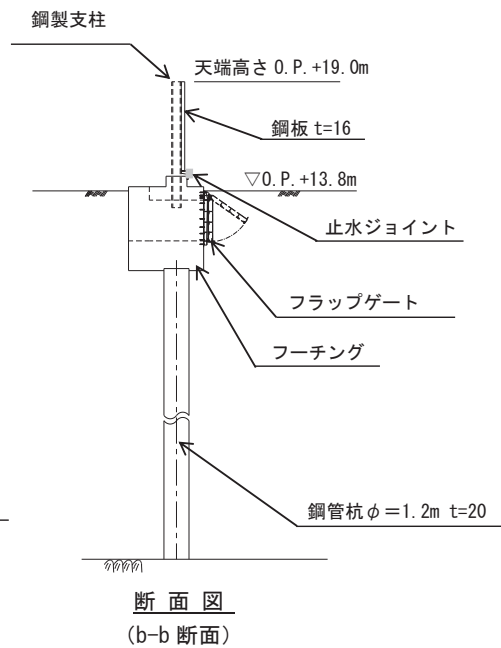 鋼製支柱
天端高さ O.P.+19.0m
鋼板 t=16
▽O.P.+13.8m
止水ジョイント
フラップゲート
フーチング
鋼管杭φ=1.2m t=20
断面図
(b-b 断面)